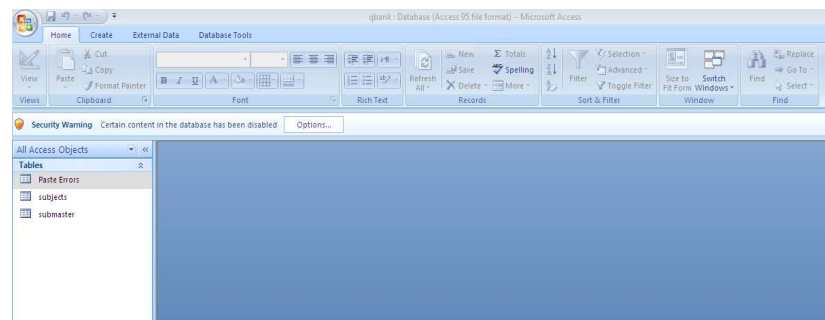 qbank : Database (Access 95 file format) - Microsoft Access
Home Create External Data Database Tools
View
Views
Paste
Cut
Copy
Format Painter
Clipboard
B I U A
Font
Rich Text
Refresh All
New
Save
Delete
Σ Totals
Spelling
More
Records
Filter
Selection
Advanced
Toggle Filter
Sort & Filter
Size to Fit Form
Switch Windows
Window
Find
Replace
Go To
Select
Find
Security Warning Certain content in the database has been disabled Options...
All Access Objects
Tables
Paste Errors
subjects
submaster